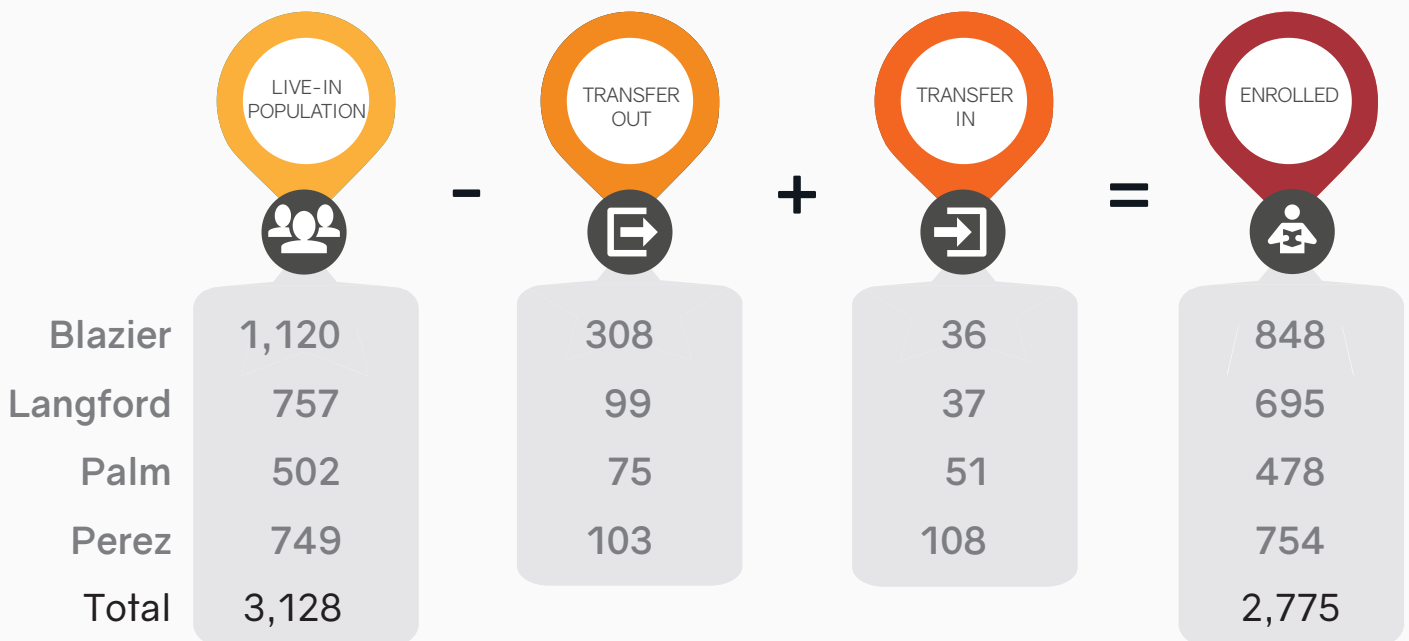 LIVE-IN
POPULATION
TRANSFER
OUT
TRANSFER
IN
ENROLLED
- + =
Blazier 1,120 308 36 848
Langford 757 99 37 695
Palm 502 75 51 478
Perez 749 103 108 754
Total 3,128 2,775